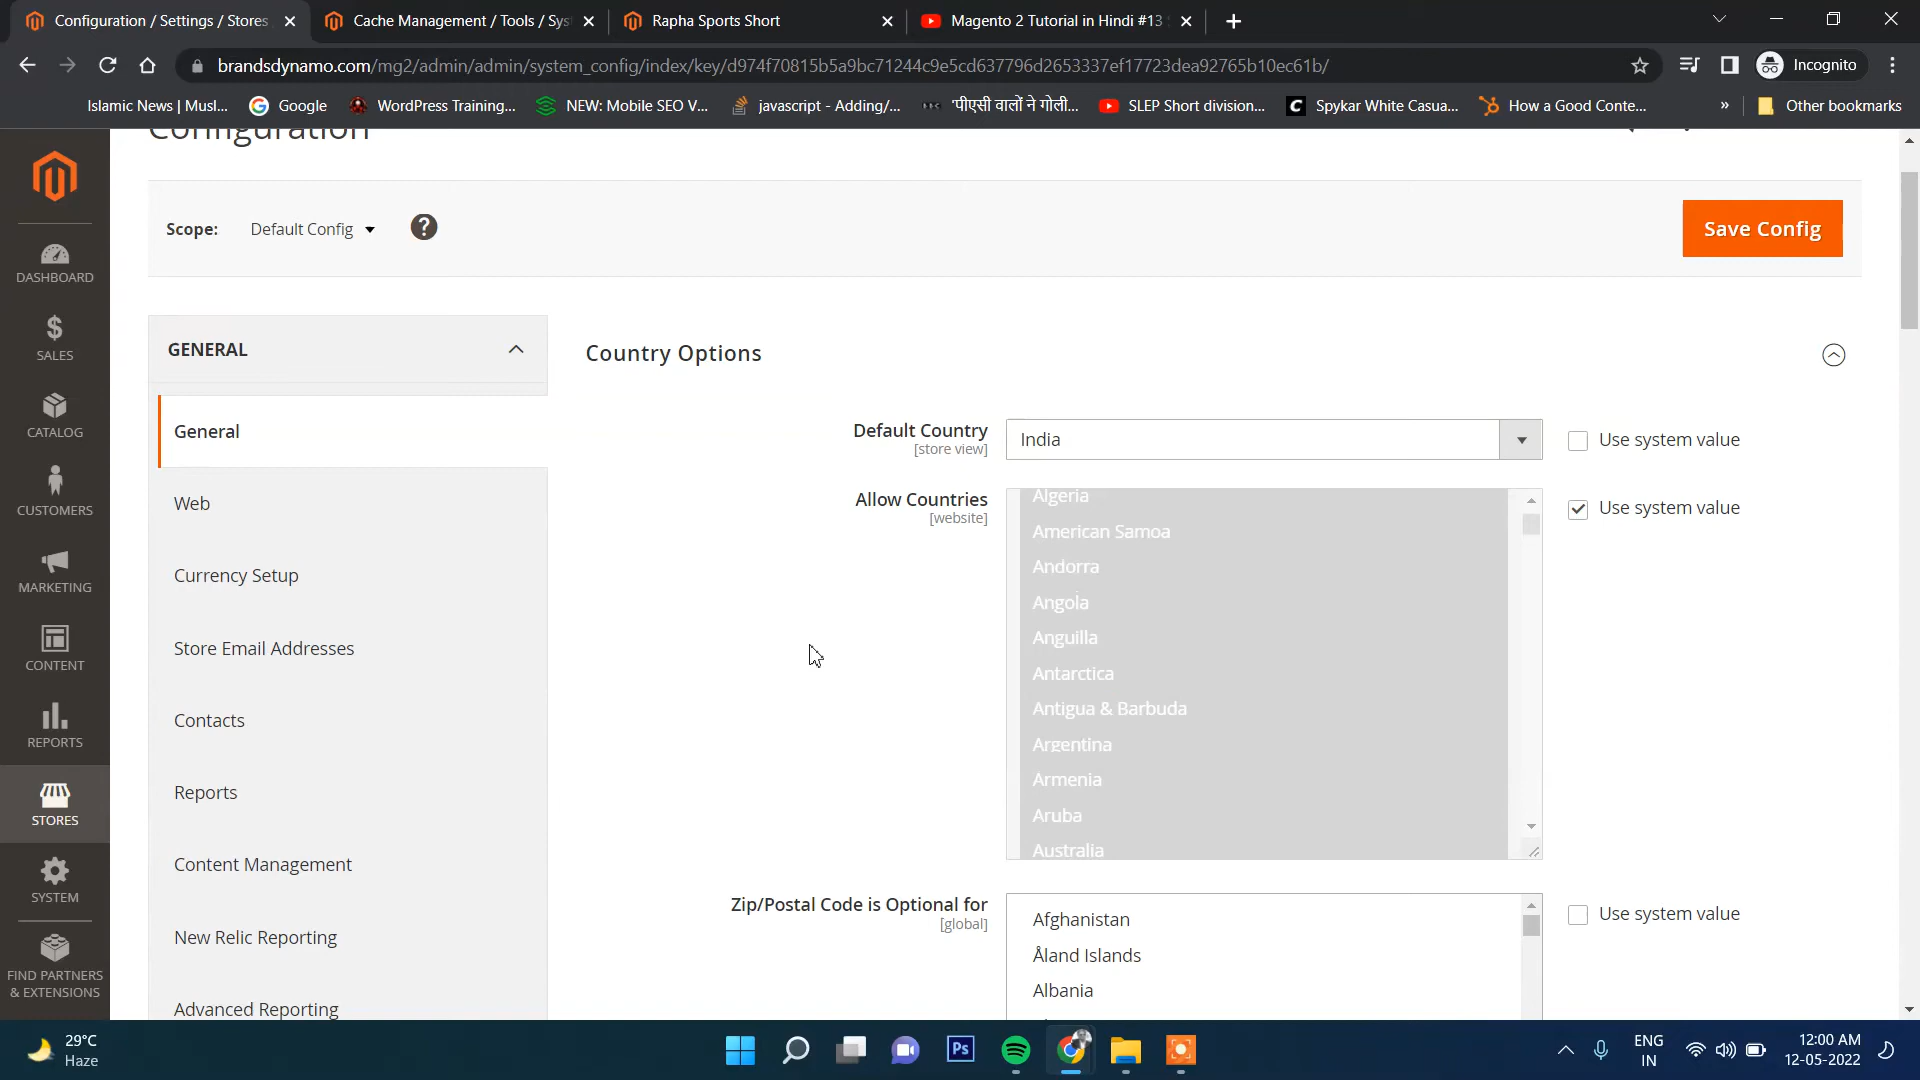 Configuration / Settings / Stores
Cache Management / Tools / Sys
Rapha Sports Short
Magento 2 Tutorial in Hindi #13
brandsdynamo.com/mg2/admin/admin/system_config/index/key/d974f70815b5a9bc71244c9e5cd637796d2653337ef17723dea92765b10ec61b/
Incognito
Islamic News | Musl...
Google
WordPress Training...
NEW: Mobile SEO V...
javascript - Adding/...
'पीएसी वालों ने गोली...
SLEP Short division...
Spykar White Casua...
How a Good Conte...
»
Other bookmarks
Configuration
Scope:
Default Config
?
Save Config
DASHBOARD
SALES
CATALOG
CUSTOMERS
MARKETING
CONTENT
REPORTS
STORES
SYSTEM
FIND PARTNERS
& EXTENSIONS
GENERAL
General
Web
Currency Setup
Store Email Addresses
Contacts
Reports
Content Management
New Relic Reporting
Advanced Reporting
Country Options
Default Country
[store view]
India
Use system value
Allow Countries
[website]
Algeria
American Samoa
Andorra
Angola
Anguilla
Antarctica
Antigua & Barbuda
Argentina
Armenia
Aruba
Australia
Use system value
Zip/Postal Code is Optional for
[global]
Afghanistan
Åland Islands
Albania
Use system value
29°C
Haze
Ps
ENG
IN
12:00 AM
12-05-2022